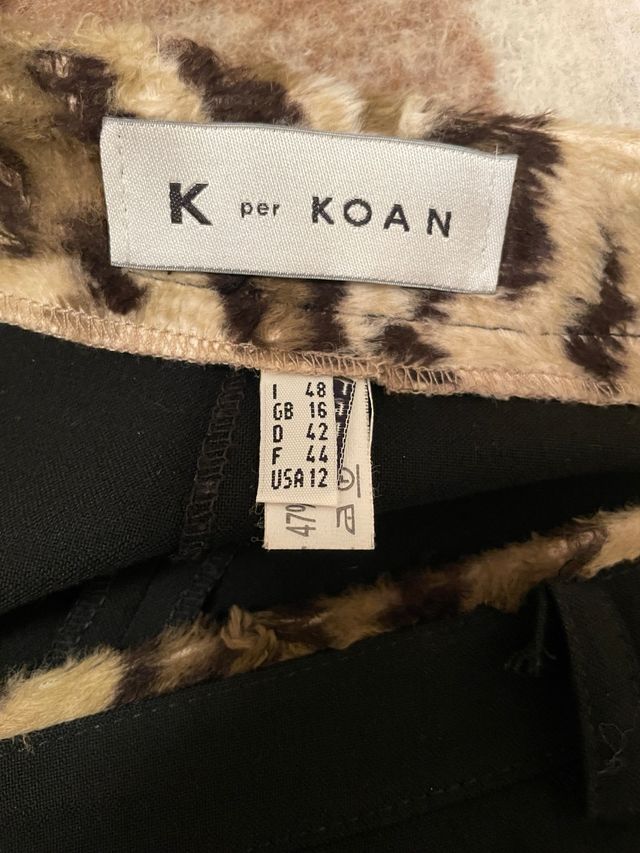 K per KOAN
I 48
GB 16
D 42
F 44
USA 12